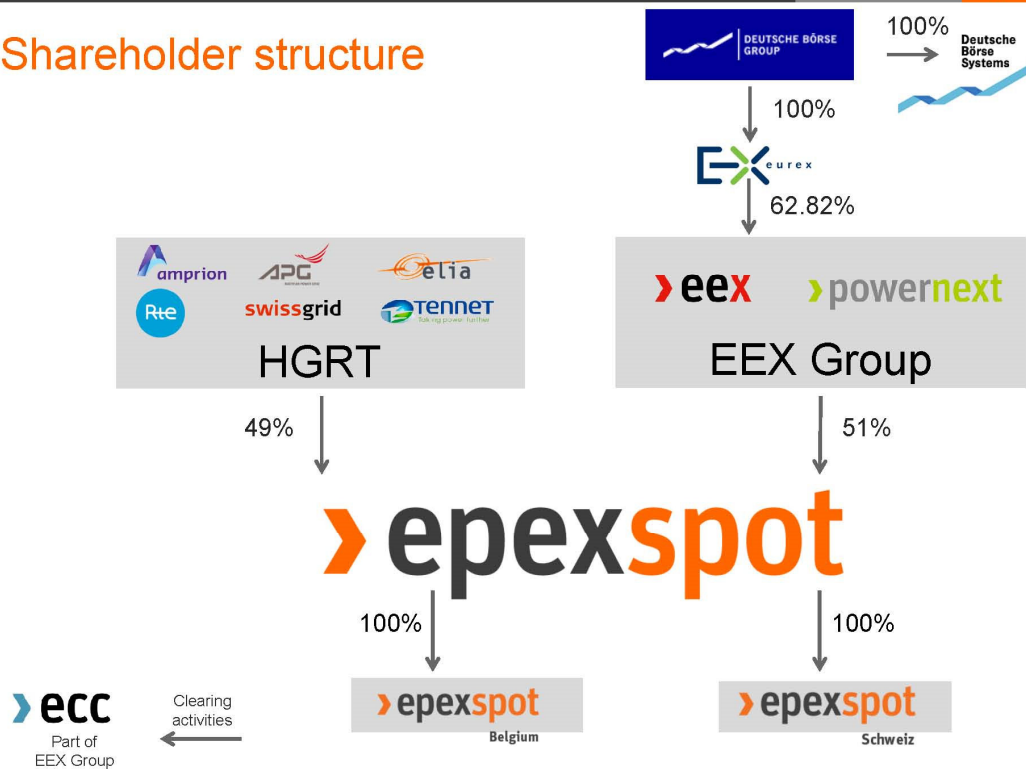 Shareholder structure
DEUTSCHE BÖRSE
GROUP
100%
Deutsche
Börse
Systems
100%
eurex
62.82%
amprion
APG
elia
Rte
swissgrid
TenneT
Taking power further
HGRT
eex
powernext
EEX Group
49%
51%
epexspot
100%
100%
ecc
Part of
EEX Group
Clearing
activities
epexspot
Belgium
epexspot
Schweiz